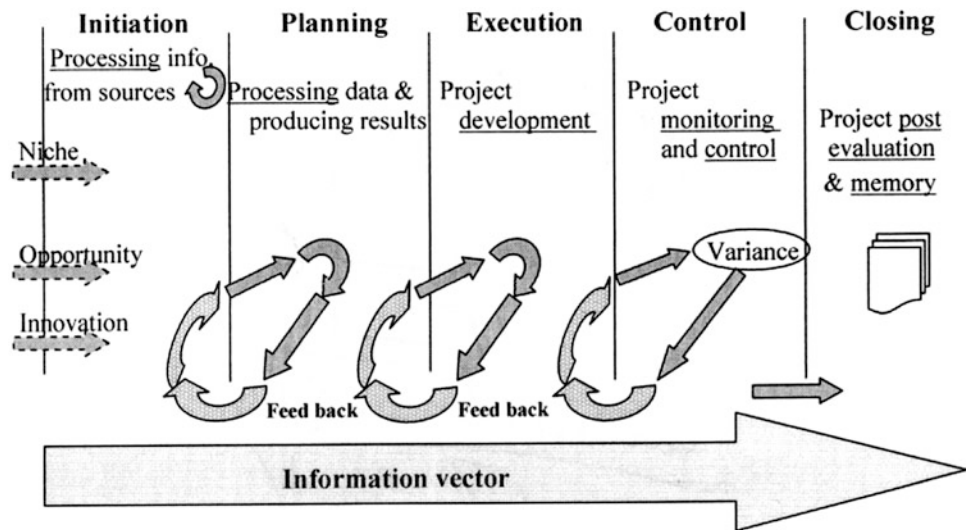 Initiation
Planning
Execution
Control
Closing
Processing info,
from sources
Processing data &
producing results
Project
development
Project
monitoring
and control
Project post
evaluation
& memory
Niche
Opportunity
Innovation
Variance
Feed back
Feed back
Information vector